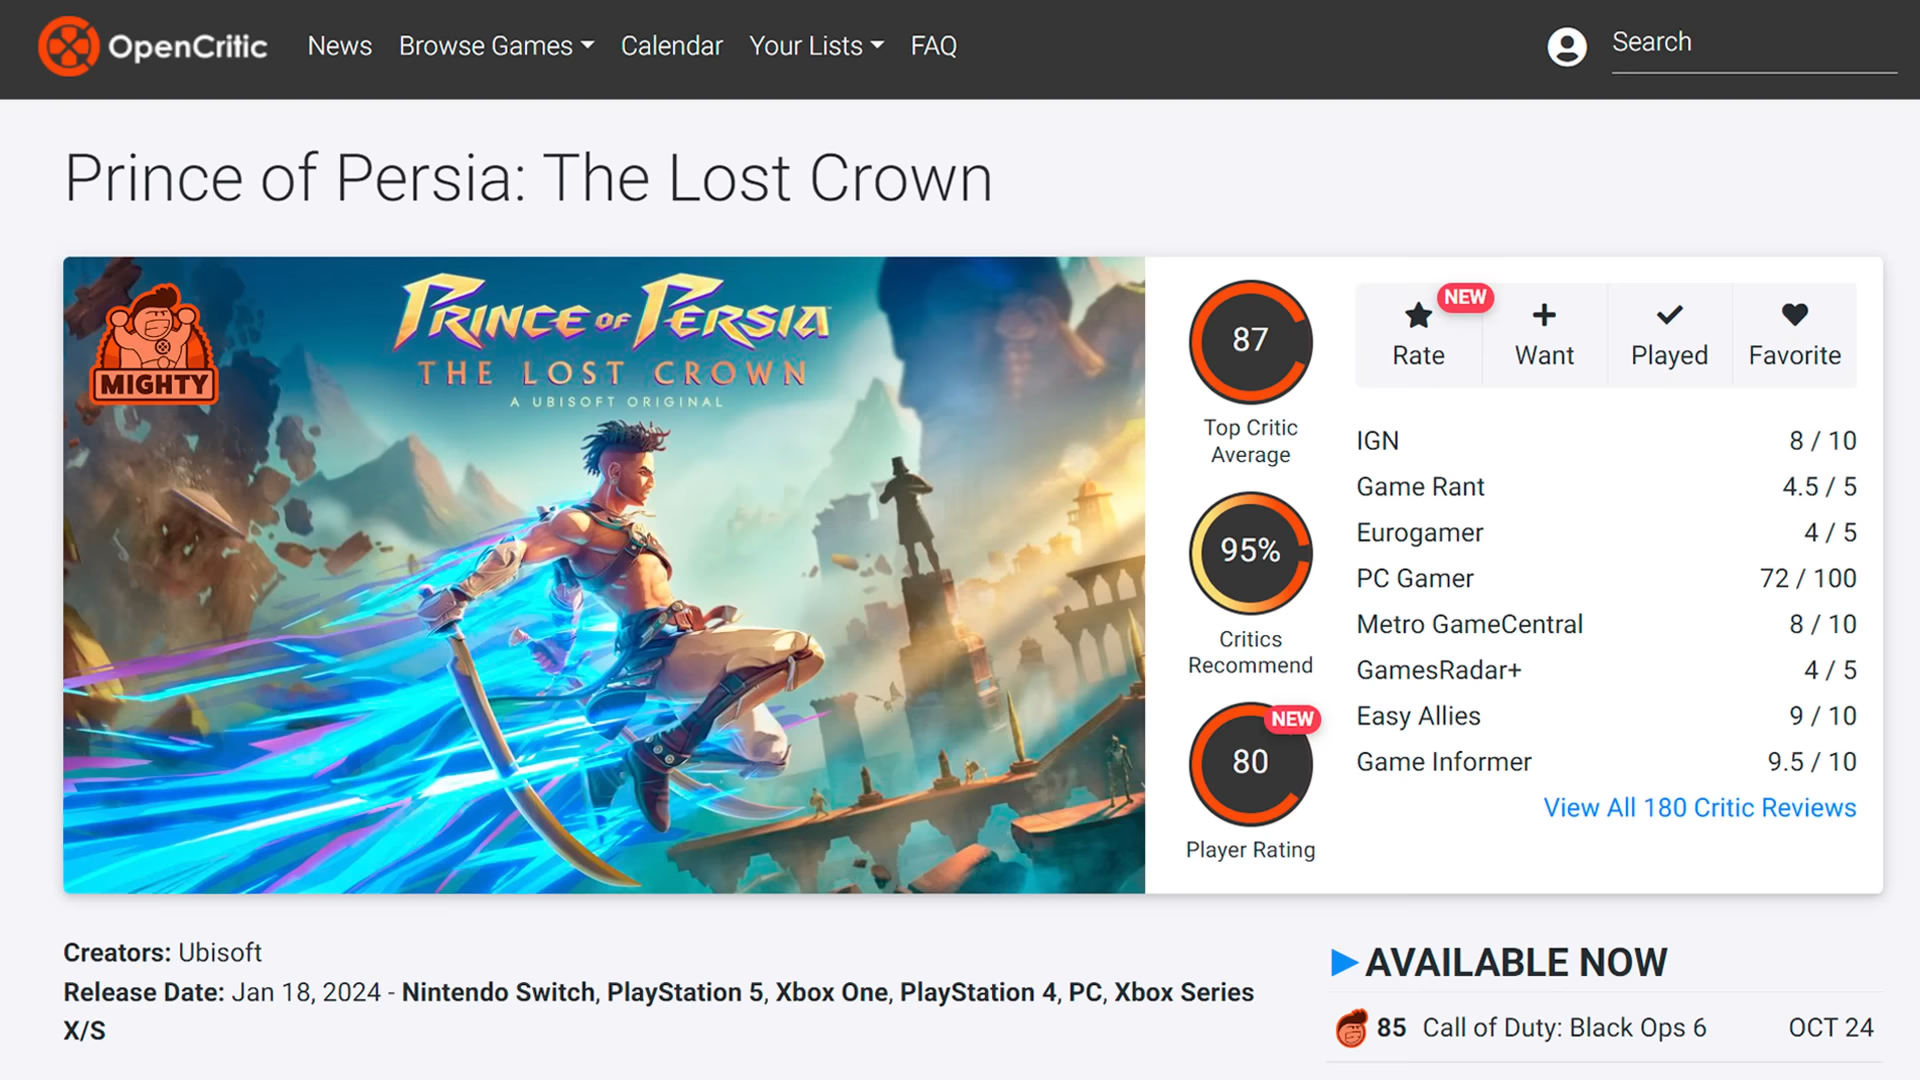 OpenCritic News Browse Games Calendar Your Lists FAQ Search
Prince of Persia: The Lost Crown
MIGHTY
PRINCE OF PERSIA
THE LOST CROWN
A UBISOFT ORIGINAL
87
Top Critic
Average
95%
Critics
Recommend
NEW
80
Player Rating
NEW
Rate Want Played Favorite
IGN 8 / 10
Game Rant 4.5 / 5
Eurogamer 4 / 5
PC Gamer 72 / 100
Metro GameCentral 8 / 10
GamesRadar+ 4 / 5
Easy Allies 9 / 10
Game Informer 9.5 / 10
View All 180 Critic Reviews
Creators: Ubisoft
Release Date: Jan 18, 2024 - Nintendo Switch, PlayStation 5, Xbox One, PlayStation 4, PC, Xbox Series
X/S
AVAILABLE NOW
85 Call of Duty: Black Ops 6 OCT 24